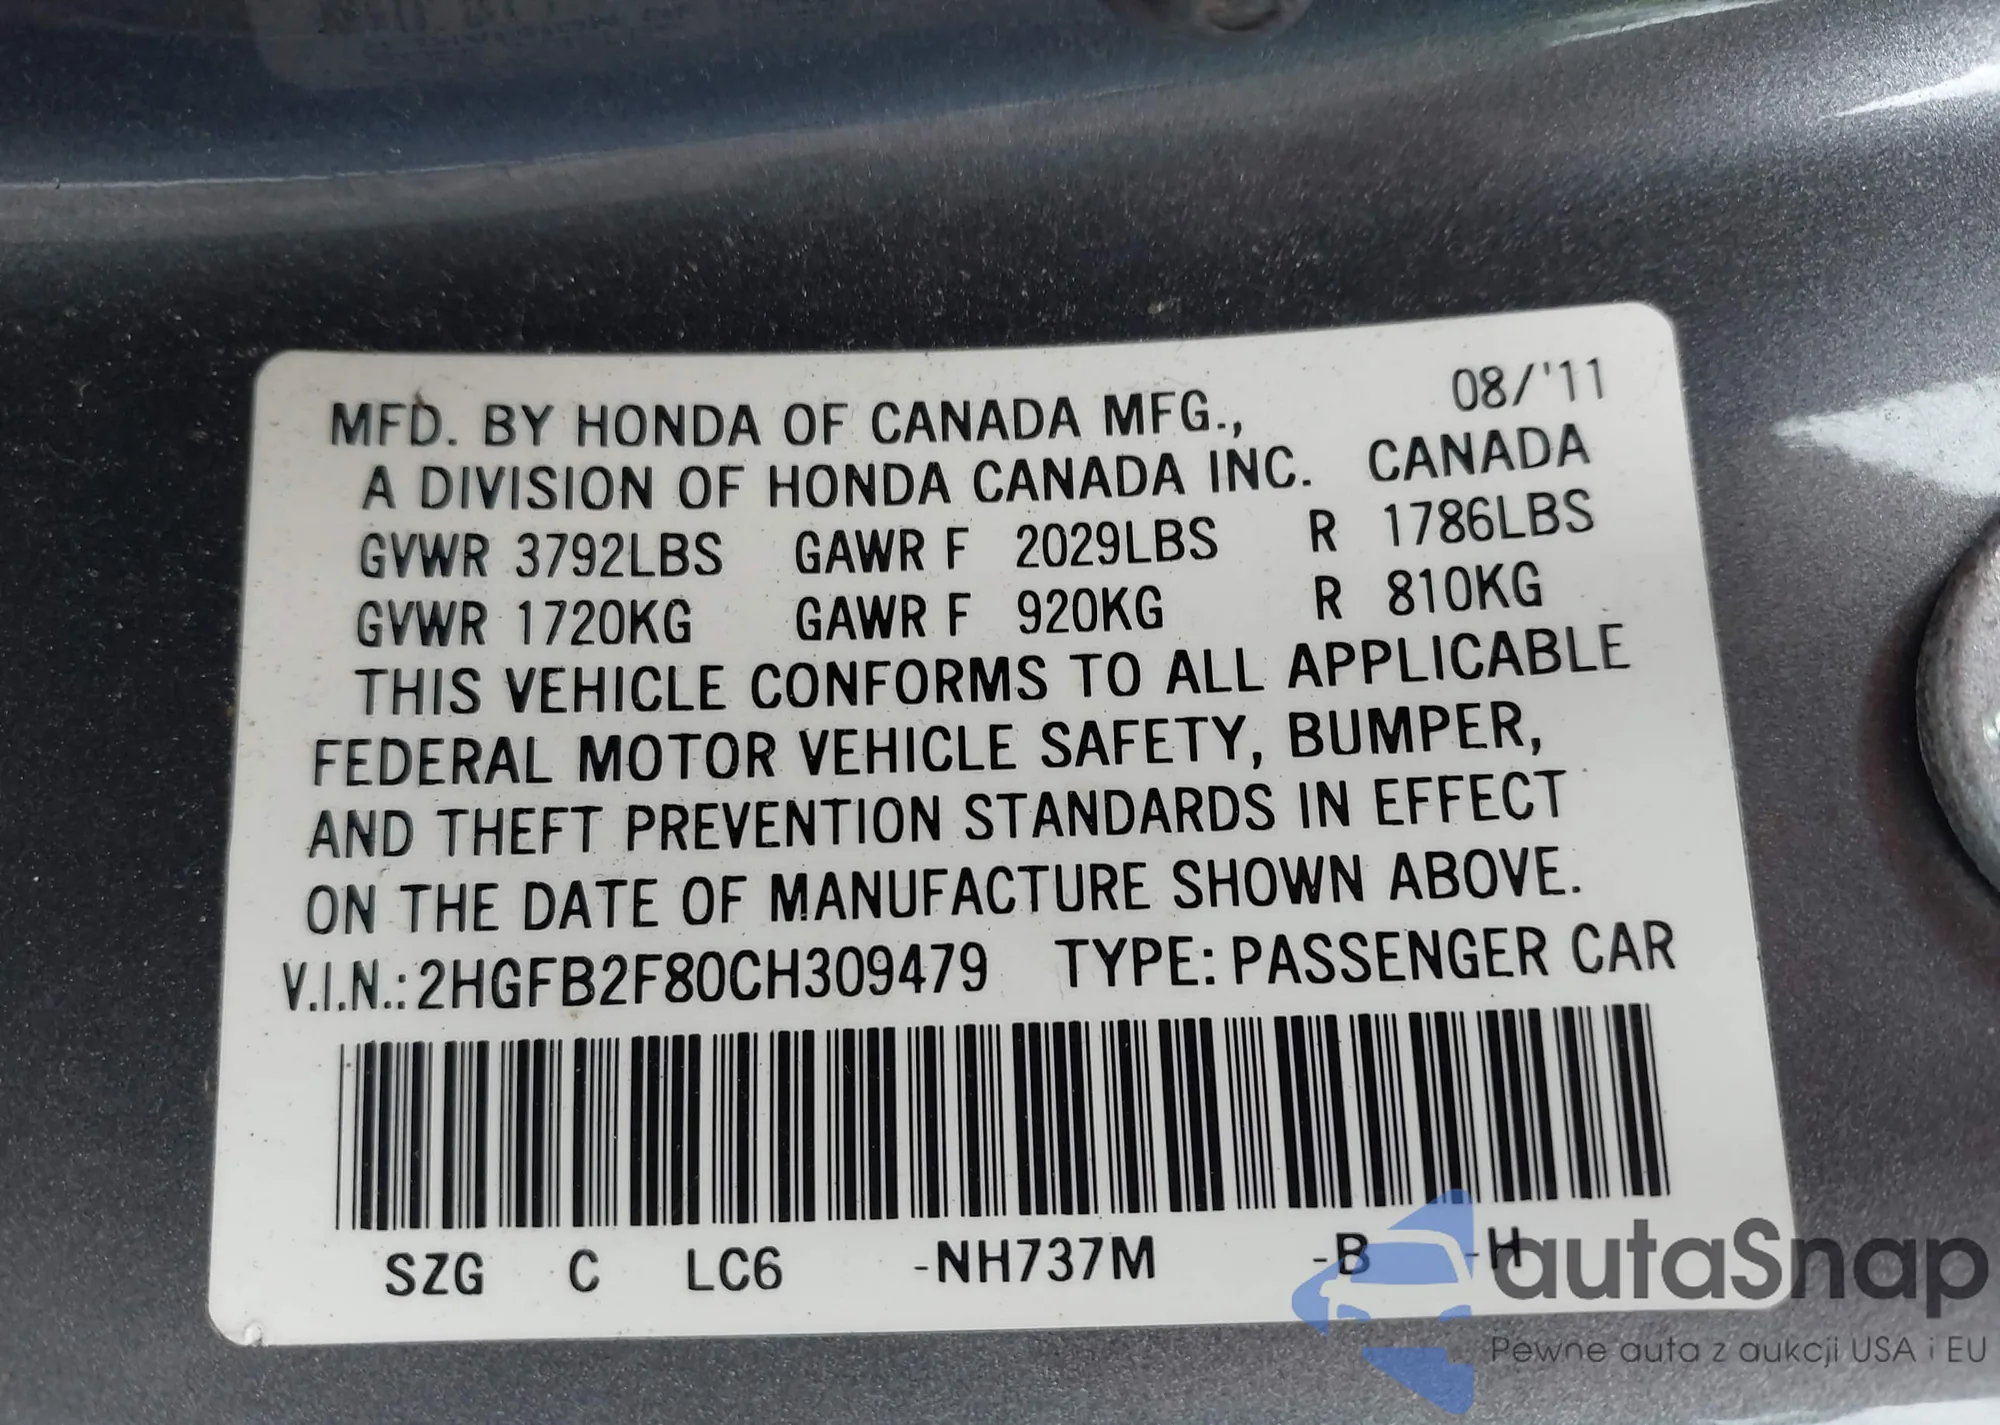 MFD. BY HONDA OF CANADA MFG., 08/'11
A DIVISION OF HONDA CANADA INC. CANADA
GVWR 3792LBS GAWR F 2029LBS R 1786LBS
GVWR 1720KG GAWR F 920KG R 810KG
THIS VEHICLE CONFORMS TO ALL APPLICABLE
FEDERAL MOTOR VEHICLE SAFETY, BUMPER,
AND THEFT PREVENTION STANDARDS IN EFFECT
ON THE DATE OF MANUFACTURE SHOWN ABOVE.
V.I.N.: 2HGFB2F80CH309479 TYPE: PASSENGER CAR
SZG C LC6 -NH737M -B -H
autaSnap
Pewne auta z aukcji USA i EU